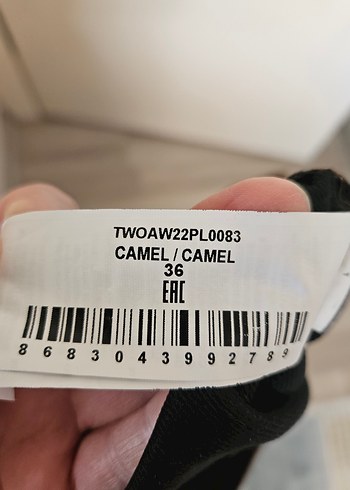 TWOAW22PL0083
CAMEL / CAMEL
36
EAC
8683043992789